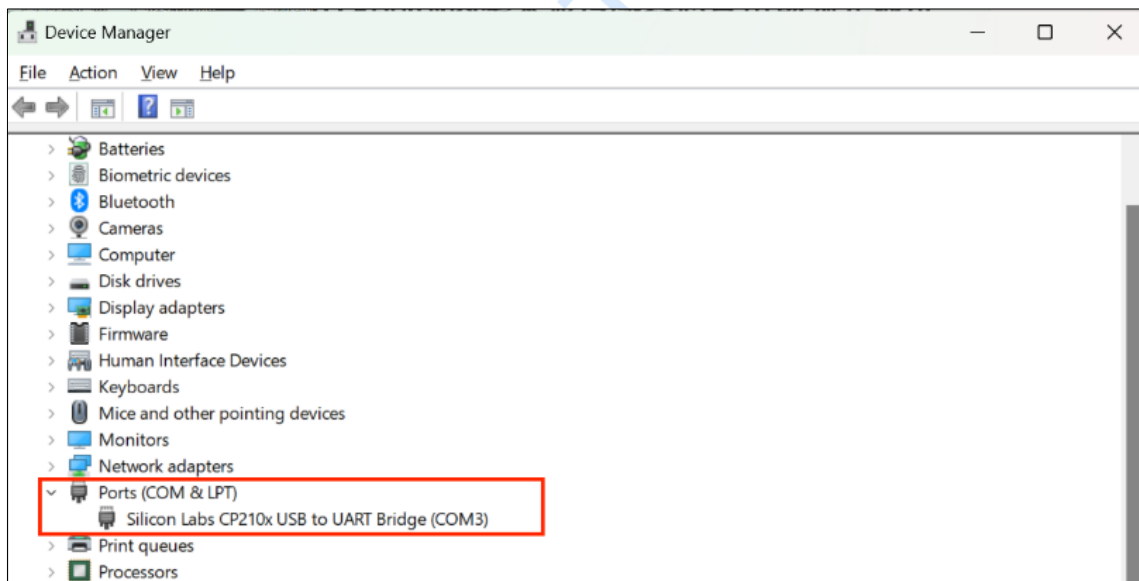 Device Manager
File Action View Help
Batteries
Biometric devices
Bluetooth
Cameras
Computer
Disk drives
Display adapters
Firmware
Human Interface Devices
Keyboards
Mice and other pointing devices
Monitors
Network adapters
Ports (COM & LPT)
Silicon Labs CP210x USB to UART Bridge (COM3)
Print queues
Processors